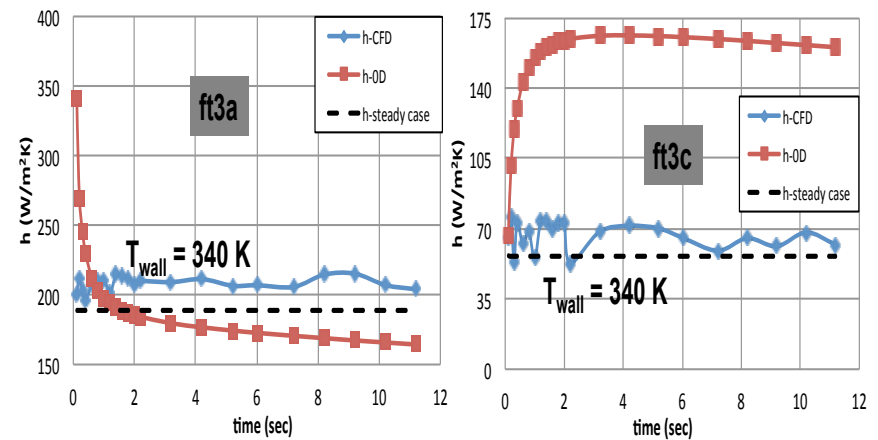 400
350
300
250
200
150
h (W/m²K)
0
2
4
6
8
10
12
time (sec)
h-CFD
h-0D
h-steady case
ft3a
Twall = 340 K
175
140
105
70
35
0
h (W/m²K)
0
2
4
6
8
10
12
time (sec)
h-CFD
h-0D
h-steady case
ft3c
Twall = 340 K